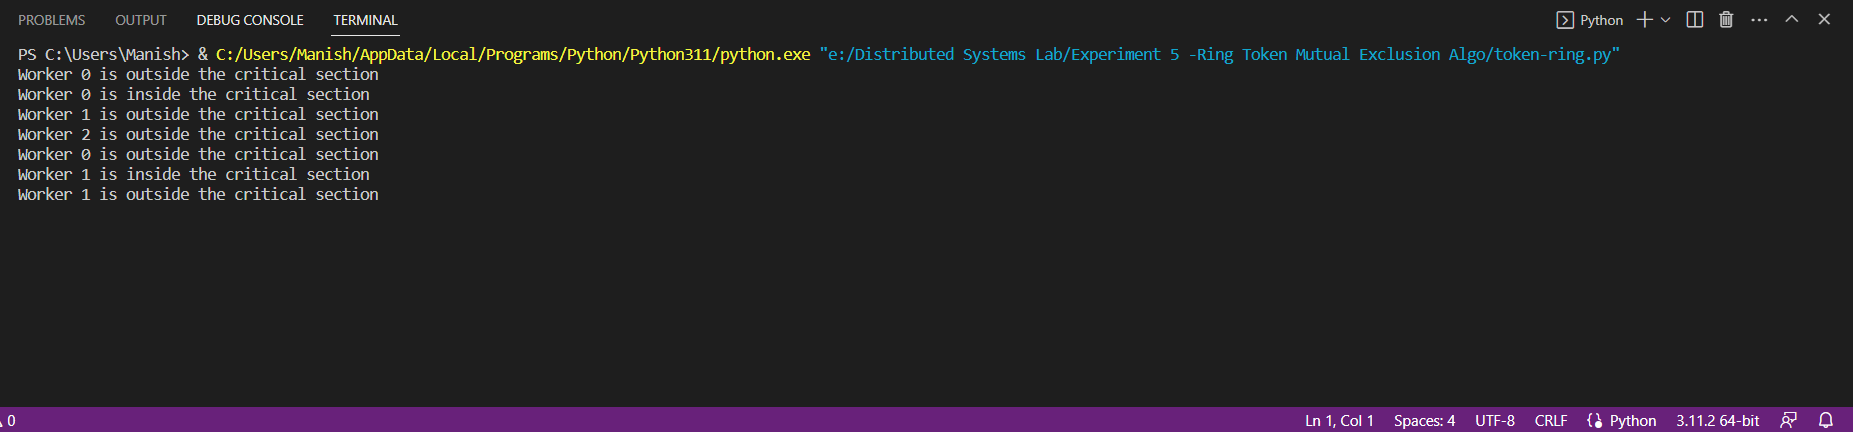 PROBLEMS OUTPUT DEBUG CONSOLE TERMINAL Python
PS C:\Users\Manish> & C:/Users/Manish/AppData/Local/Programs/Python/Python311/python.exe "e:/Distributed Systems Lab/Experiment 5 -Ring Token Mutual Exclusion Algo/token-ring.py"
Worker 0 is outside the critical section
Worker 0 is inside the critical section
Worker 1 is outside the critical section
Worker 2 is outside the critical section
Worker 0 is outside the critical section
Worker 1 is inside the critical section
Worker 1 is outside the critical section
0 Ln 1, Col 1 Spaces: 4 UTF-8 CRLF Python 3.11.2 64-bit